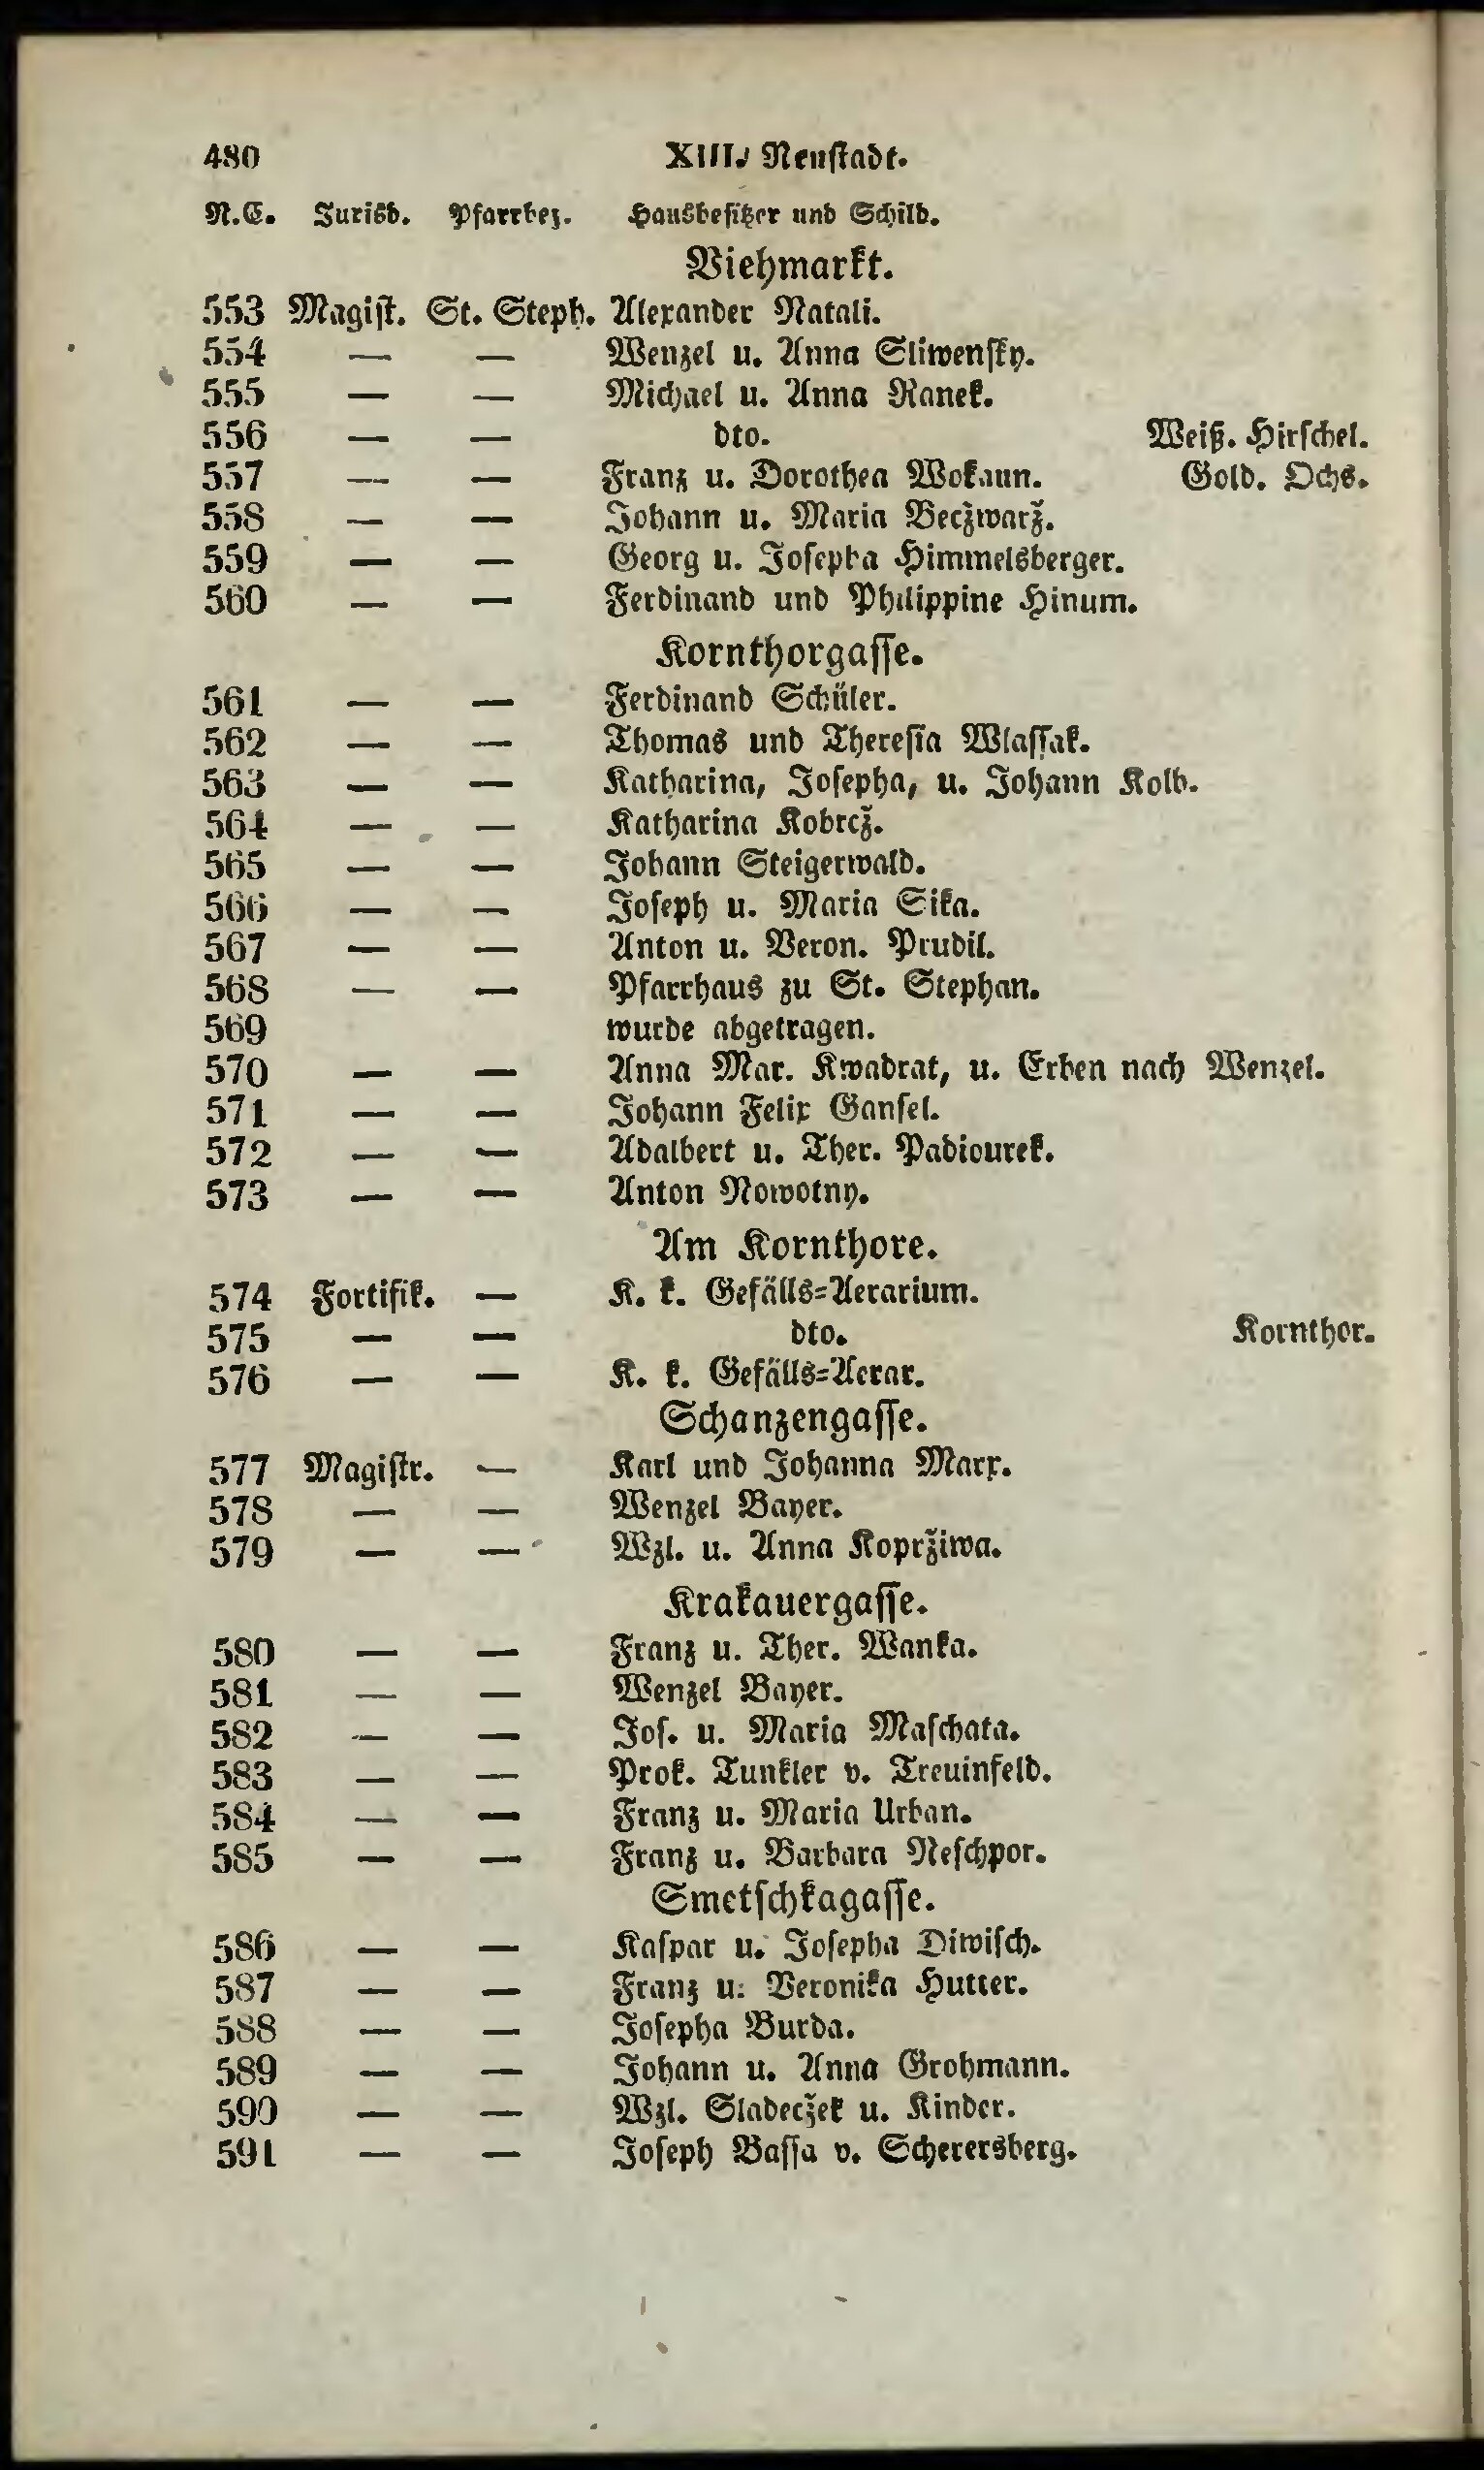 480 XIII. Neustadt.
N.C. Jurisd. Pfarrbez. Hausbesitzer und Schild.
Viehmarkt.
553 Magist. St. Steph. Alexander Natali.
554 — — Wenzel u. Anna Sliwensky.
555 — — Michael u. Anna Kanek.
556 — — dto. Weiß. Hirschel.
557 — — Franz u. Dorothea Wokaun. Gold. Ochs.
558 — — Johann u. Maria Becžwarž.
559 — — Georg u. Josepha Himmelsberger.
560 — — Ferdinand und Philippine Hinum.
Kornthorgasse.
561 — — Ferdinand Schüler.
562 — — Thomas und Theresia Wlassak.
563 — — Katharina, Josepha, u. Johann Kolb.
564 — — Katharina Kobrcž.
565 — — Johann Steigerwald.
566 — — Joseph u. Maria Sika.
567 — — Anton u. Veron. Prudil.
568 — — Pfarrhaus zu St. Stephan.
569 wurde abgetragen.
570 — — Anna Mar. Kwadrat, u. Erben nach Wenzel.
571 — — Johann Felix Gansel.
572 — — Adalbert u. Ther. Padiourek.
573 — — Anton Nowotny.
Am Kornthore.
574 Fortifik. — K. k. Gefälls-Aerarium.
575 — — dto. Kornthor.
576 — — K. k. Gefälls-Aerar.
Schanzengasse.
577 Magistr. — Karl und Johanna Marx.
578 — — Wenzel Bayer.
579 — — Wzl. u. Anna Kopržiwa.
Krakauergasse.
580 — — Franz u. Ther. Wanka.
581 — — Wenzel Bayer.
582 — — Jos. u. Maria Maschata.
583 — — Prok. Tunkler v. Treuinfeld.
584 — — Franz u. Maria Urban.
585 — — Franz u. Barbara Neschpor.
Smetschkagasse.
586 — — Kaspar u. Josepha Diwisch.
587 — — Franz u. Veronika Hutter.
588 — — Josepha Burda.
589 — — Johann u. Anna Grohmann.
590 — — Wzl. Sladecžek u. Kinder.
591 — — Joseph Bassa v. Scherersberg.